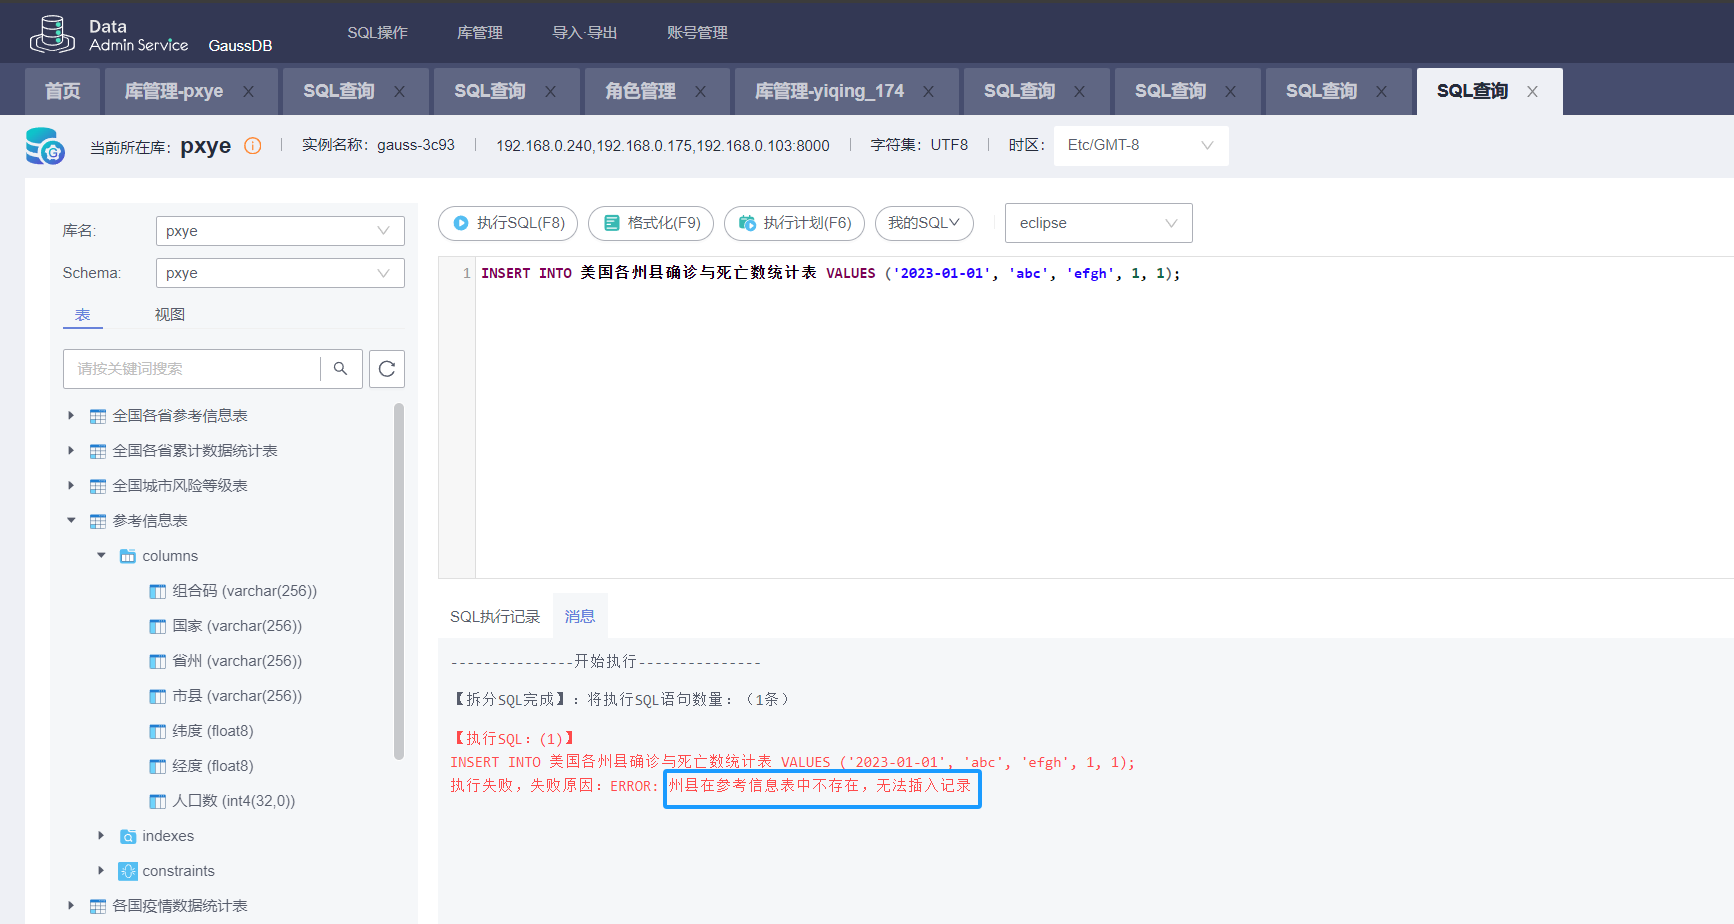 Data
Admin Service GaussDB SQL操作 库管理 导入·导出 账号管理
首页 库管理-pxye SQL查询 SQL查询 角色管理 库管理-yiqing_174 SQL查询 SQL查询 SQL查询 SQL查询
当前所在库: pxye 实例名称: gauss-3c93 192.168.0.240,192.168.0.175,192.168.0.103:8000 字符集: UTF8 时区: Etc/GMT-8
库名: pxye
执行SQL(F8) 格式化(F9) 执行计划(F6) 我的SQL eclipse
Schema: pxye
1 INSERT INTO 美国各州县确诊与死亡数统计表 VALUES ('2023-01-01', 'abc', 'efgh', 1, 1);
表 视图
请按关键词搜索
全国各省参考信息表
全国各省累计数据统计表
全国城市风险等级表
参考信息表
columns
组合码 (varchar(256))
国家 (varchar(256))
省州 (varchar(256))
市县 (varchar(256))
纬度 (float8)
经度 (float8)
人口数 (int4(32,0))
indexes
constraints
各国疫情数据统计表
SQL执行记录 消息
---------------开始执行---------------
【拆分SQL完成】: 将执行SQL语句数量: (1条)
【执行SQL: (1)】
INSERT INTO 美国各州县确诊与死亡数统计表 VALUES ('2023-01-01', 'abc', 'efgh', 1, 1);
执行失败, 失败原因: ERROR: 州县在参考信息表中不存在, 无法插入记录